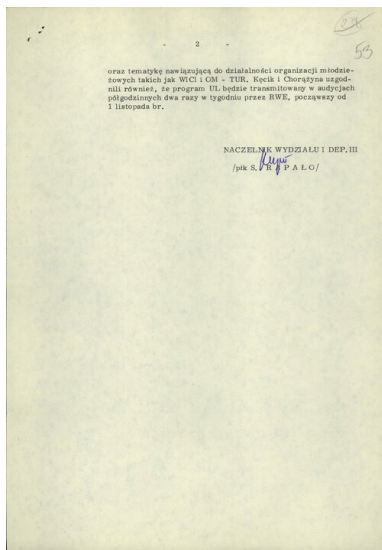 238
53
- 2 -
oraz tematykę nawiązującą do działalności organizacji młodzie-
żowych takich jak WICI i OM - TUR. Kęcik i Chorążyna uzgod-
nili również, że program UL będzie transmitowany w audycjach
półgodzinnych dwa razy w tygodniu przez RWE, począwszy od
1 listopada br.
NACZELNIK WYDZIAŁU I DEP. III
/płk S. R P A Ł O/